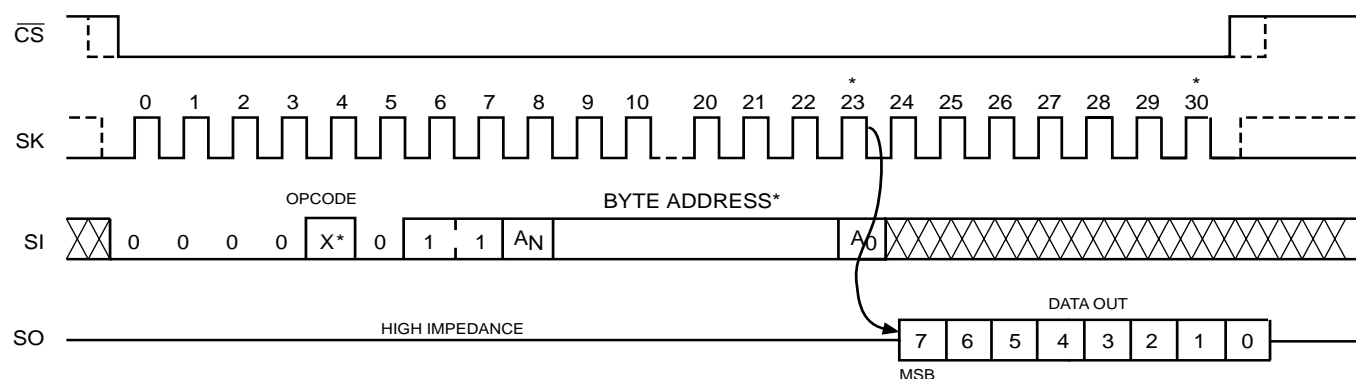 CS
* *
0 1 2 3 4 5 6 7 8 9 10 20 21 22 23 24 25 26 27 28 29 30
SK
OPCODE BYTE ADDRESS*
SI 0 0 0 0 X* 0 1 1 AN A0
DATA OUT
HIGH IMPEDANCE
SO 7 6 5 4 3 2 1 0
MSB